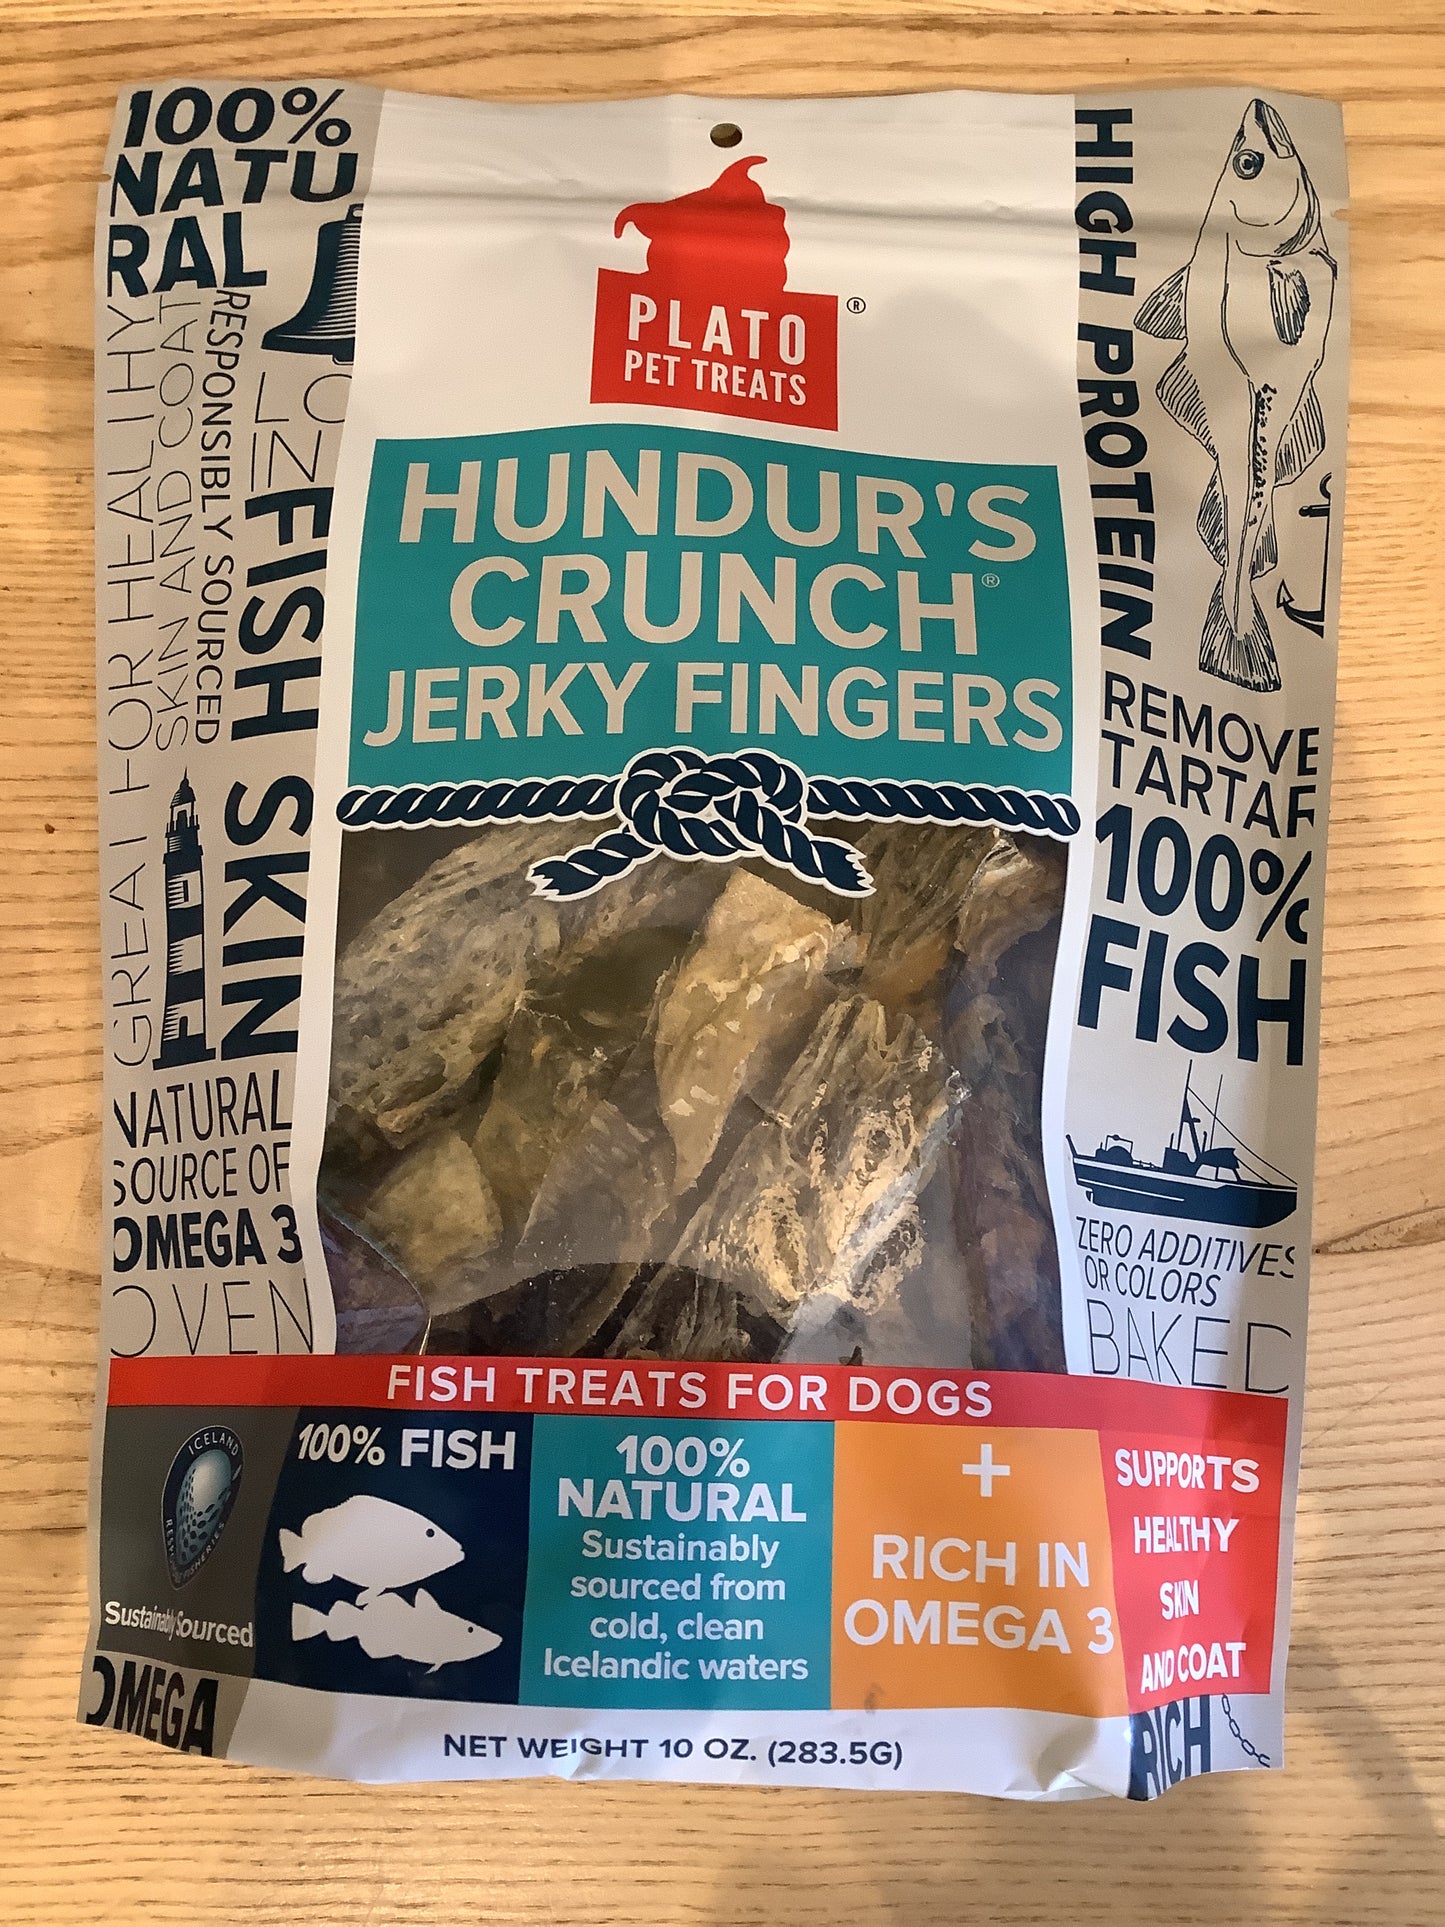 100%
NATU
RAL
RESPONSIBLY SOURCED
GREAT FOR HEALTHY
SKIN AND COAT
FISH SKIN
NATURAL
SOURCE OF
OMEGA 3
OVEN
PLATO
PET TREATS
®
HUNDUR'S
CRUNCH®
JERKY FINGERS
HIGH PROTEIN
REMOVE
TARTAR
100%
FISH
ZERO ADDITIVES
OR COLORS
BAKED
FISH TREATS FOR DOGS
ICELAND
RESPONSIBLE FISHERIES
Sustainably Sourced
100% FISH
100%
NATURAL
Sustainably
sourced from
cold, clean
Icelandic waters
+
RICH IN
OMEGA 3
SUPPORTS
HEALTHY
SKIN
AND COAT
OMEGA
RICH
NET WEIGHT 10 OZ. (283.5G)